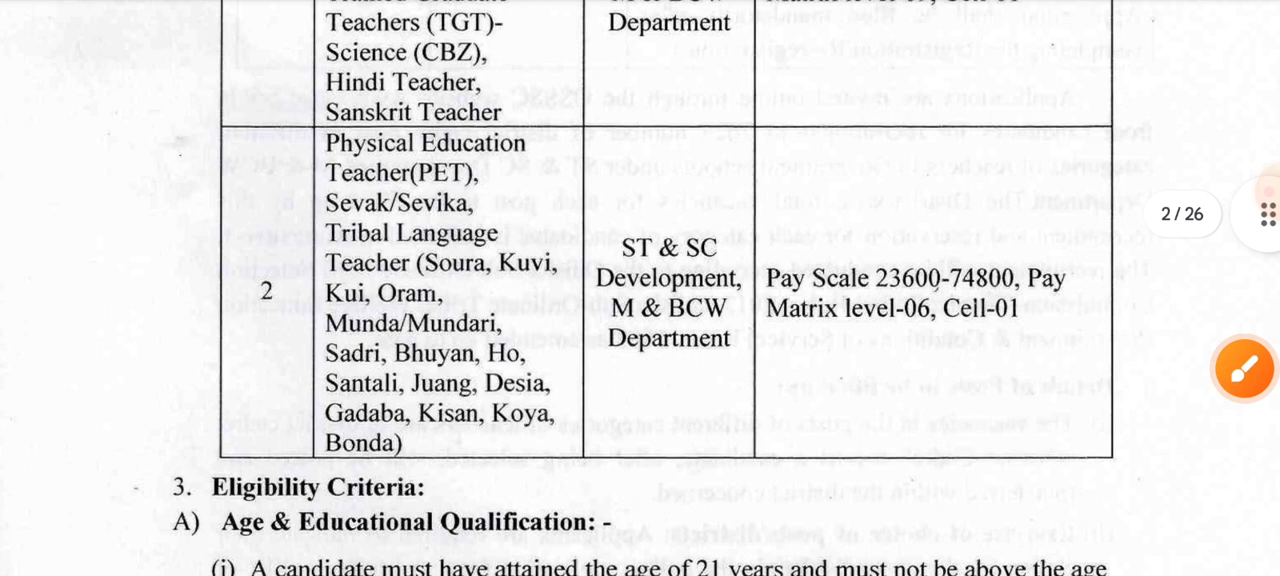 Teachers (TGT)-
Science (CBZ),
Hindi Teacher,
Sanskrit Teacher
Department
2
Physical Education
Teacher(PET),
Sevak/Sevika,
Tribal Language
Teacher (Soura, Kuvi,
Kui, Oram,
Munda/Mundari,
Sadri, Bhuyan, Ho,
Santali, Juang, Desia,
Gadaba, Kisan, Koya,
Bonda)
ST & SC
Development,
M & BCW
Department
Pay Scale 23600-74800, Pay
Matrix level-06, Cell-01
2 / 26
3. Eligibility Criteria:
A) Age & Educational Qualification: -
(i) A candidate must have attained the age of 21 years and must not be above the age